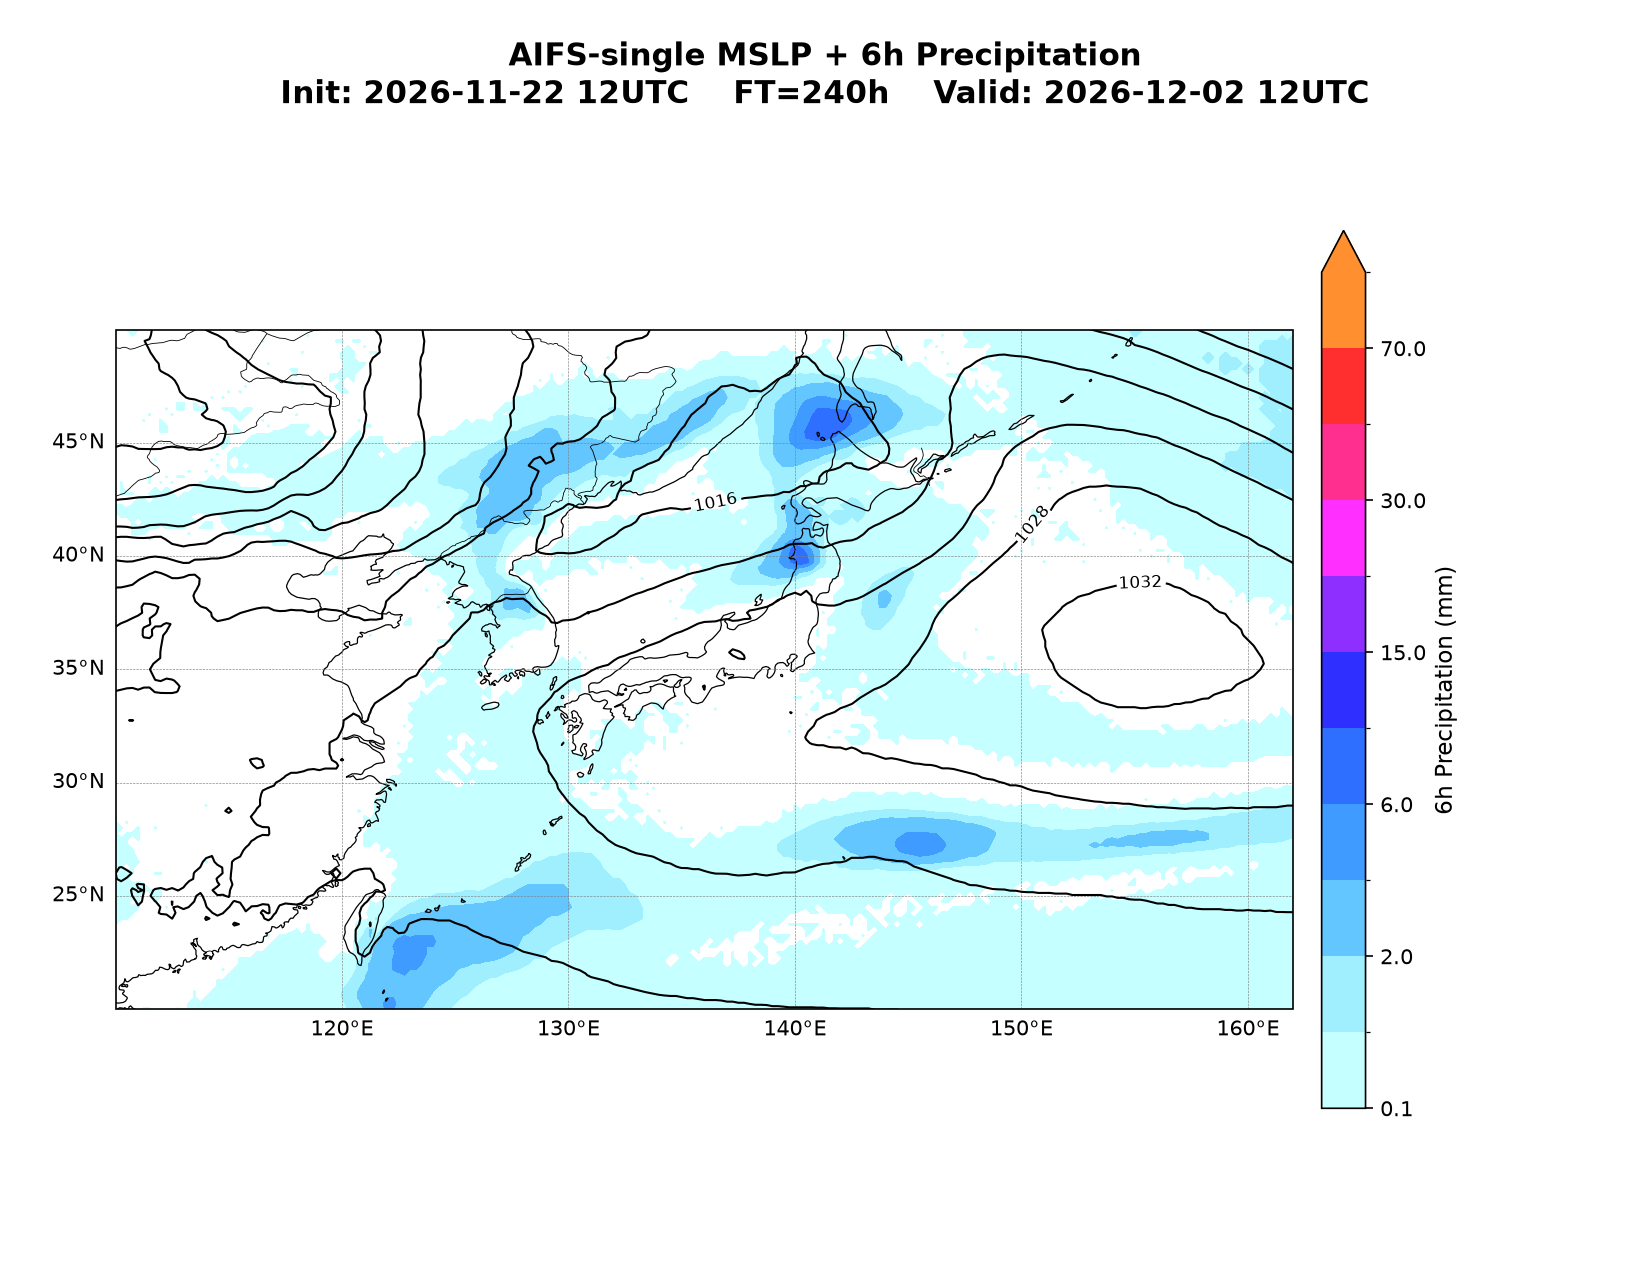 AIFS-single MSLP + 6h Precipitation
Init: 2026-11-22 12UTC    FT=240h    Valid: 2026-12-02 12UTC
70.0
30.0
15.0
6.0
2.0
0.1
6h Precipitation (mm)
45°N
40°N
35°N
30°N
25°N
1016
1028
1032
120°E
130°E
140°E
150°E
160°E